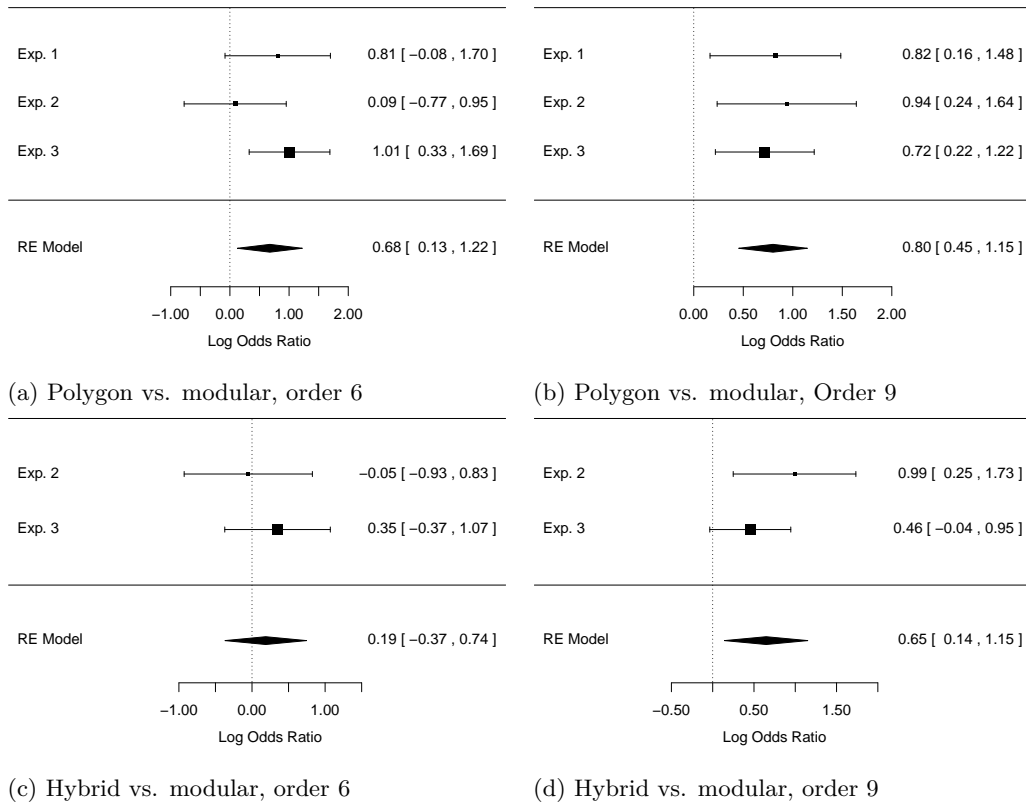 Exp. 1 0.81 [ −0.08 , 1.70 ]
Exp. 2 0.09 [ −0.77 , 0.95 ]
Exp. 3 1.01 [ 0.33 , 1.69 ]
RE Model 0.68 [ 0.13 , 1.22 ]
−1.00 0.00 1.00 2.00
Log Odds Ratio
(a) Polygon vs. modular, order 6
Exp. 1 0.82 [ 0.16 , 1.48 ]
Exp. 2 0.94 [ 0.24 , 1.64 ]
Exp. 3 0.72 [ 0.22 , 1.22 ]
RE Model 0.80 [ 0.45 , 1.15 ]
0.00 0.50 1.00 1.50 2.00
Log Odds Ratio
(b) Polygon vs. modular, Order 9
Exp. 2 −0.05 [ −0.93 , 0.83 ]
Exp. 3 0.35 [ −0.37 , 1.07 ]
RE Model 0.19 [ −0.37 , 0.74 ]
−1.00 0.00 1.00
Log Odds Ratio
(c) Hybrid vs. modular, order 6
Exp. 2 0.99 [ 0.25 , 1.73 ]
Exp. 3 0.46 [ −0.04 , 0.95 ]
RE Model 0.65 [ 0.14 , 1.15 ]
−0.50 0.50 1.50
Log Odds Ratio
(d) Hybrid vs. modular, order 9